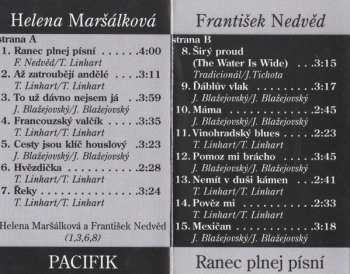 Helena Maršálková
strana A
1. Ranec plnej písní ......4:00
F. Nedvěd/T. Linhart
2. Až zatroubějí andělé ...3:11
T. Linhart/T. Linhart
3. To už dávno nejsem já ..3:59
J. Blažejovský/J. Blažejovský
4. Francouzský valčík .....3:35
T. Linhart/T. Linhart
5. Cesty jsou klíč houslový .3:23
J. Blažejovský/J. Blažejovský
6. Hvězdička ..........2:28
T. Linhart/T. Linhart
7. Řeky ..............3:24
T. Linhart/T. Linhart
Helena Maršálková a František Nedvěd
(1,3,6,8)
PACIFIK
František Nedvěd
strana B
8. Širý proud
(The Water Is Wide) ...3:15
Tradicionál/J.Tichota
9. Ďáblův vlak ..........3:17
J. Blažejovský/J. Blažejovský
10. Máma ..............2:45
J. Blažejovský/J. Blažejovský
11. Vinohradský blues .....2:23
T. Linhart/T. Linhart
12. Pomoz mi brácho .....3:45
J. Blažejovský/J. Blažejovský
13. Nemít v duši kámen ...2:41
T. Linhart/T. Linhart
14. Pověz mi ...........2:33
T. Linhart/T. Linhart
15. Mexičan ............3:18
J. Blažejovský/J. Blažejovský
Ranec plnej písní